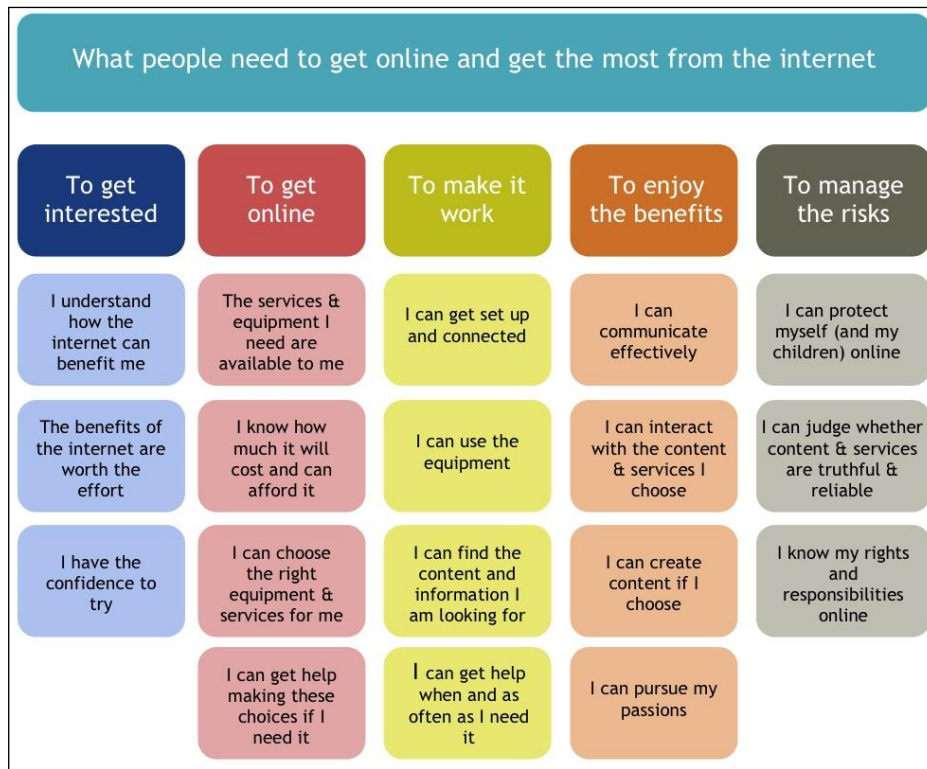 What people need to get online and get the most from the internet
To get
interested
I understand
how the
internet can
benefit me
The benefits of
the internet are
worth the
effort
I have the
confidence to
try
To get
online
The services &
equipment I
need are
available to me
I know how
much it will
cost and can
afford it
I can choose
the right
equipment &
services for me
I can get help
making these
choices if I
need it
To make it
work
I can get set up
and connected
I can use the
equipment
I can find the
content and
information I
am looking for
I can get help
when and as
often as I need
it
To enjoy
the benefits
I can
communicate
effectively
I can interact
with the content
& services I
choose
I can create
content if I
choose
I can pursue my
passions
To manage
the risks
I can protect
myself (and my
children) online
I can judge whether
content & services
are truthful &
reliable
I know my rights
and
responsibilities
online